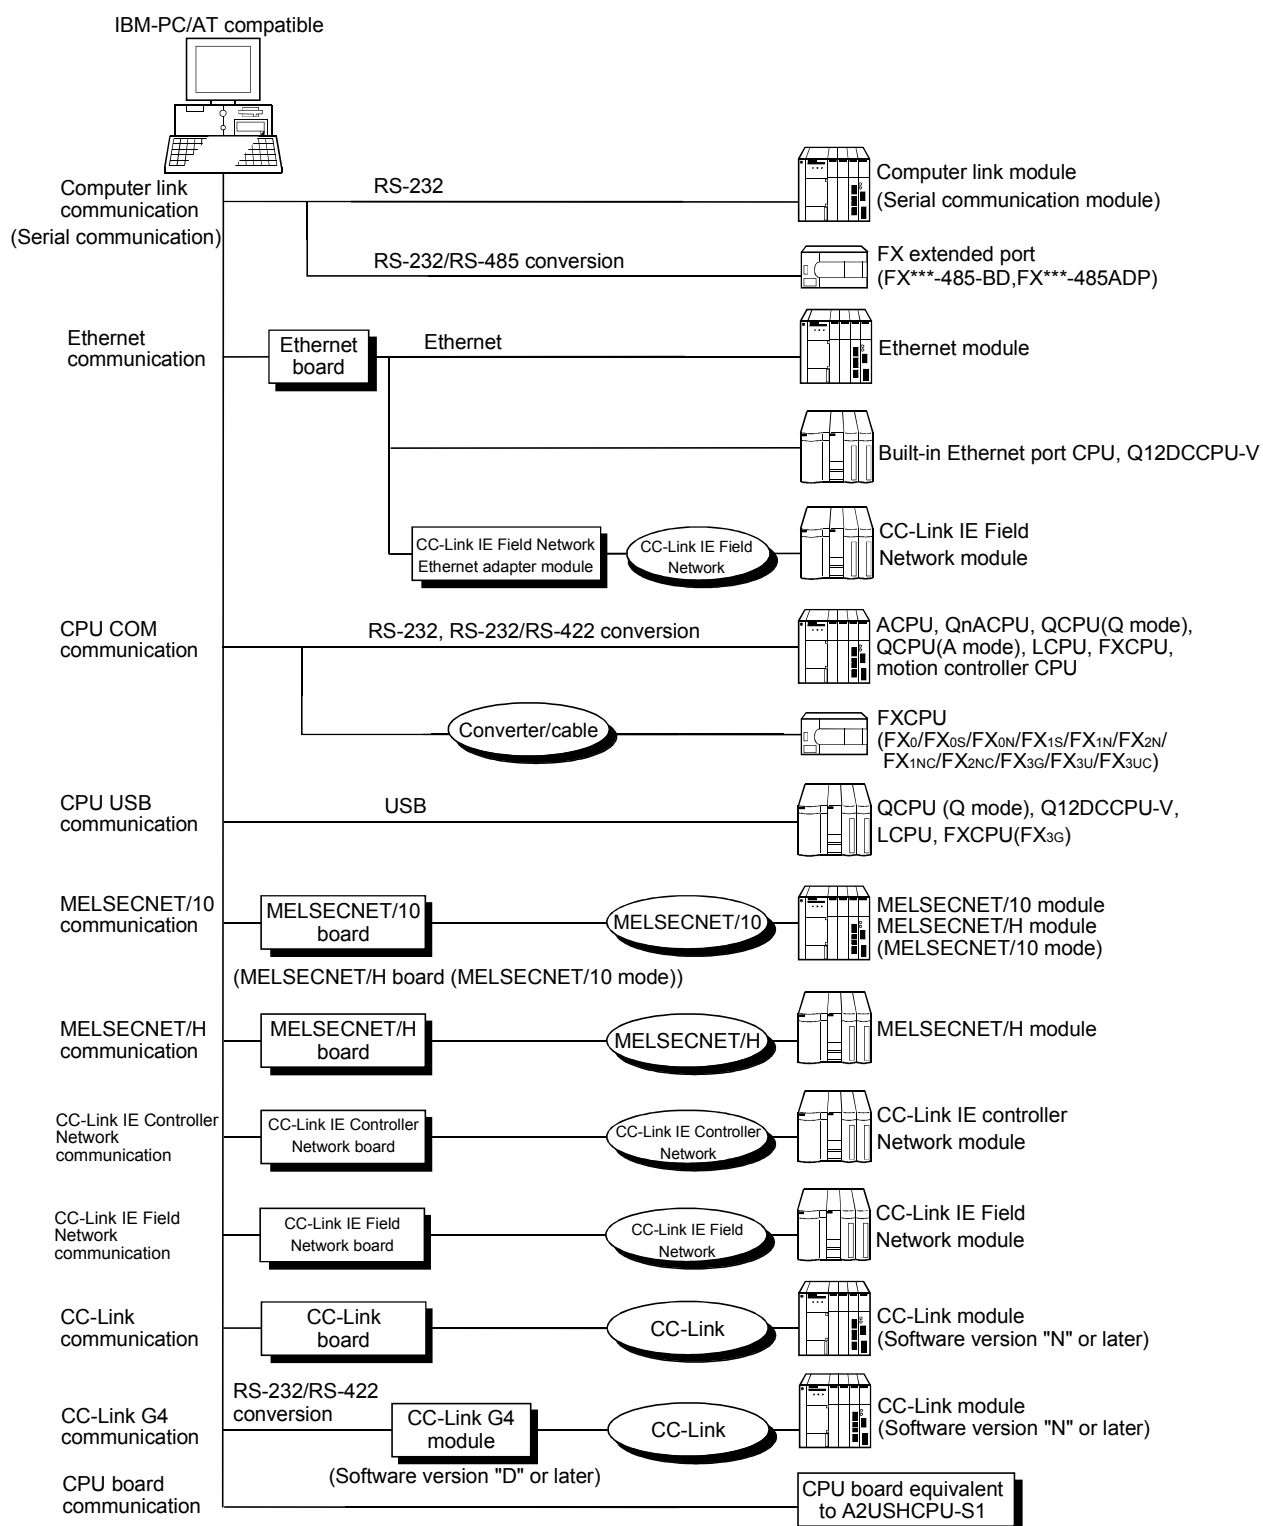 IBM-PC/AT compatible
Computer link
communication
(Serial communication)
RS-232
Computer link module
(Serial communication module)
RS-232/RS-485 conversion
FX extended port
(FX***-485-BD,FX***-485ADP)
Ethernet
communication
Ethernet
board
Ethernet
Ethernet module
Built-in Ethernet port CPU, Q12DCCPU-V
CC-Link IE Field Network
Ethernet adapter module
CC-Link IE Field
Network
CC-Link IE Field
Network module
CPU COM
communication
RS-232, RS-232/RS-422 conversion
ACPU, QnACPU, QCPU(Q mode),
QCPU(A mode), LCPU, FXCPU,
motion controller CPU
Converter/cable
FXCPU
(FX0/FX0S/FX0N/FX1S/FX1N/FX2N/
FX1NC/FX2NC/FX3G/FX3U/FX3UC)
CPU USB
communication
USB
QCPU (Q mode), Q12DCCPU-V,
LCPU, FXCPU(FX3G)
MELSECNET/10
communication
MELSECNET/10
board
(MELSECNET/H board (MELSECNET/10 mode))
MELSECNET/10
MELSECNET/10 module
MELSECNET/H module
(MELSECNET/10 mode)
MELSECNET/H
communication
MELSECNET/H
board
MELSECNET/H
MELSECNET/H module
CC-Link IE Controller
Network
communication
CC-Link IE Controller
Network board
CC-Link IE Controller
Network
CC-Link IE controller
Network module
CC-Link IE Field
Network
communication
CC-Link IE Field
Network board
CC-Link IE Field
Network
CC-Link IE Field
Network module
CC-Link
communication
CC-Link
board
CC-Link
CC-Link module
(Software version "N" or later)
CC-Link G4
communication
RS-232/RS-422
conversion
CC-Link G4
module
(Software version "D" or later)
CC-Link
CC-Link module
(Software version "N" or later)
CPU board
communication
CPU board equivalent
to A2USHCPU-S1